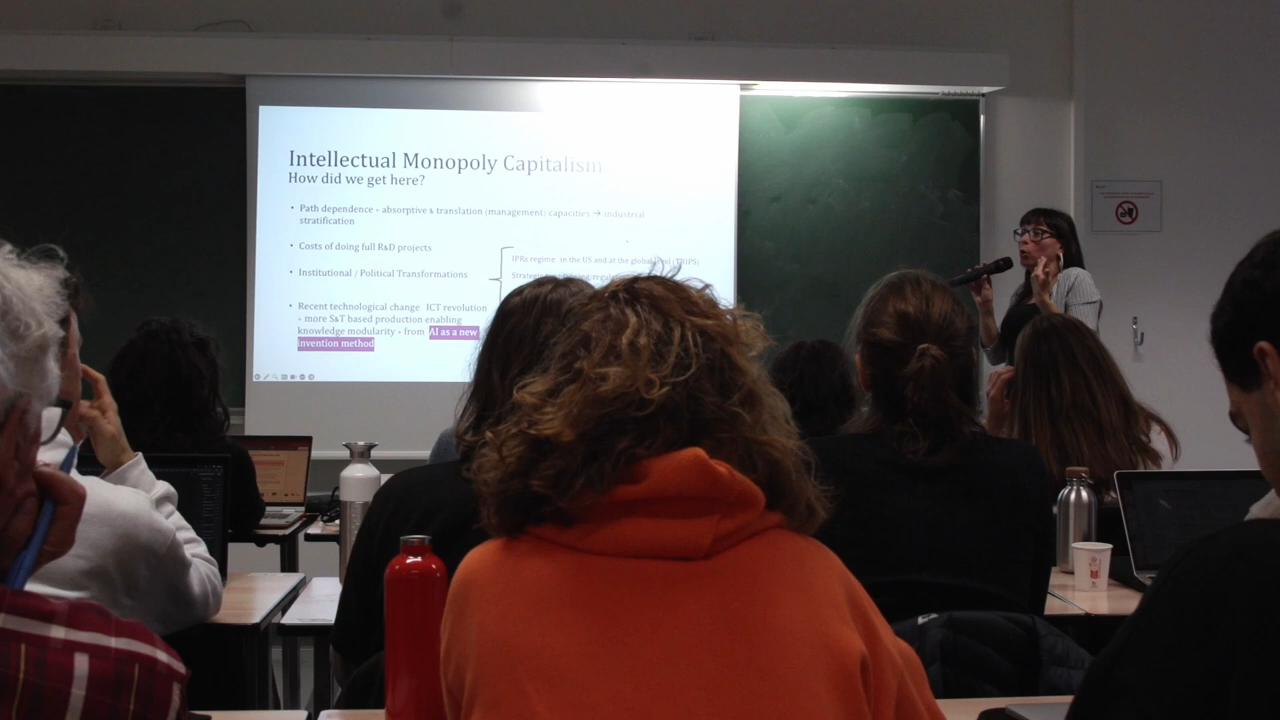 Intellectual Monopoly Capitalism
How did we get here?
• Path dependence + absorptive & translation (management) capacities → industrial
stratification
• Costs of doing full R&D projects
• Institutional / Political Transformations
IPRs regime in the US and at the global level (TRIPS)
• Recent technological change ICT revolution
+ more S&T based production enabling
knowledge modularity + from AI as a new
invention method